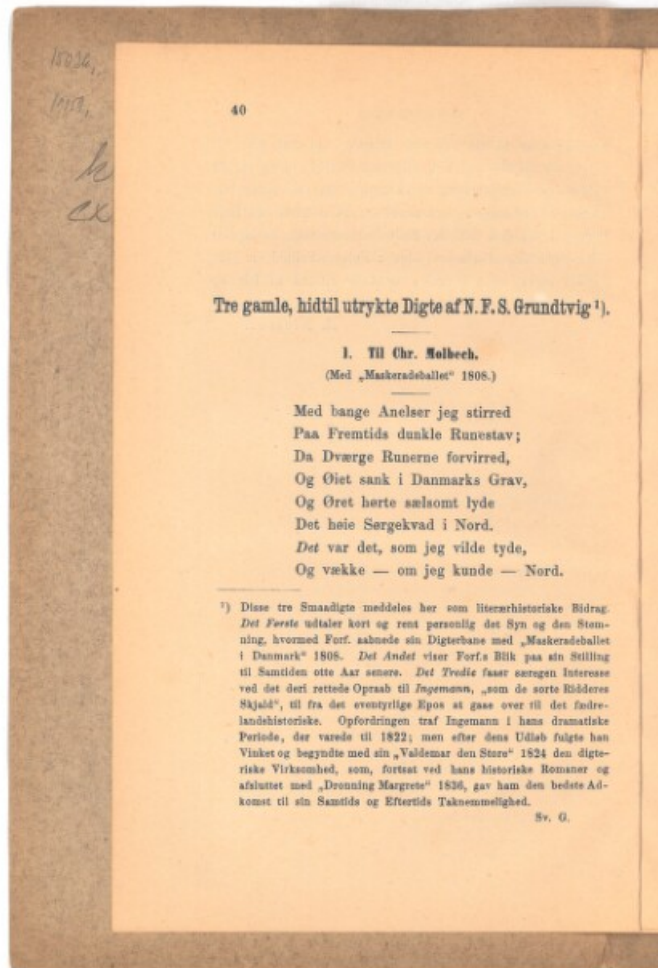 40
Tre gamle, hidtil utrykte Digte af N. F. S. Grundtvig ¹).
1. Til Chr. Molbech.
(Med „Maskeradeballet“ 1808.)
Med bange Anelser jeg stirred
Paa Fremtids dunkle Runestav;
Da Dværge Runerne forvirred,
Og Øiet sank i Danmarks Grav,
Og Øret hørte sælsomt lyde
Det høie Sørgekvad i Nord.
Det var det, som jeg vilde tyde,
Og vække — om jeg kunde — Nord.
¹) Disse tre Smaadigte meddeles her som literærhistoriske Bidrag.
Det Første udtaler kort og rent personlig det Syn og den Stem-
ning, hvormed Forf. aabnede sin Digterbane med „Maskeradeballet
i Danmark“ 1808. Det Andet viser Forf.s Blik paa sin Stilling
til Samtiden otte Aar senere. Det Tredie faaer særegen Interesse
ved det deri rettede Opraab til Ingemann, „som de sorte Ridderes
Skjald“, til fra det eventyrlige Epos at gaae over til det fædre-
landshistoriske. Opfordringen traf Ingemann i hans dramatiske
Periode, der varede til 1822; men efter dens Udløb fulgte han
Vinket og begyndte med sin „Valdemar den Store“ 1824 den digte-
riske Virksomhed, som, fortsat ved hans historiske Romaner og
afsluttet med „Dronning Margrete“ 1836, gav ham den bedste Ad-
komst til sin Samtids og Eftertids Taknemmelighed.
Sv. G.